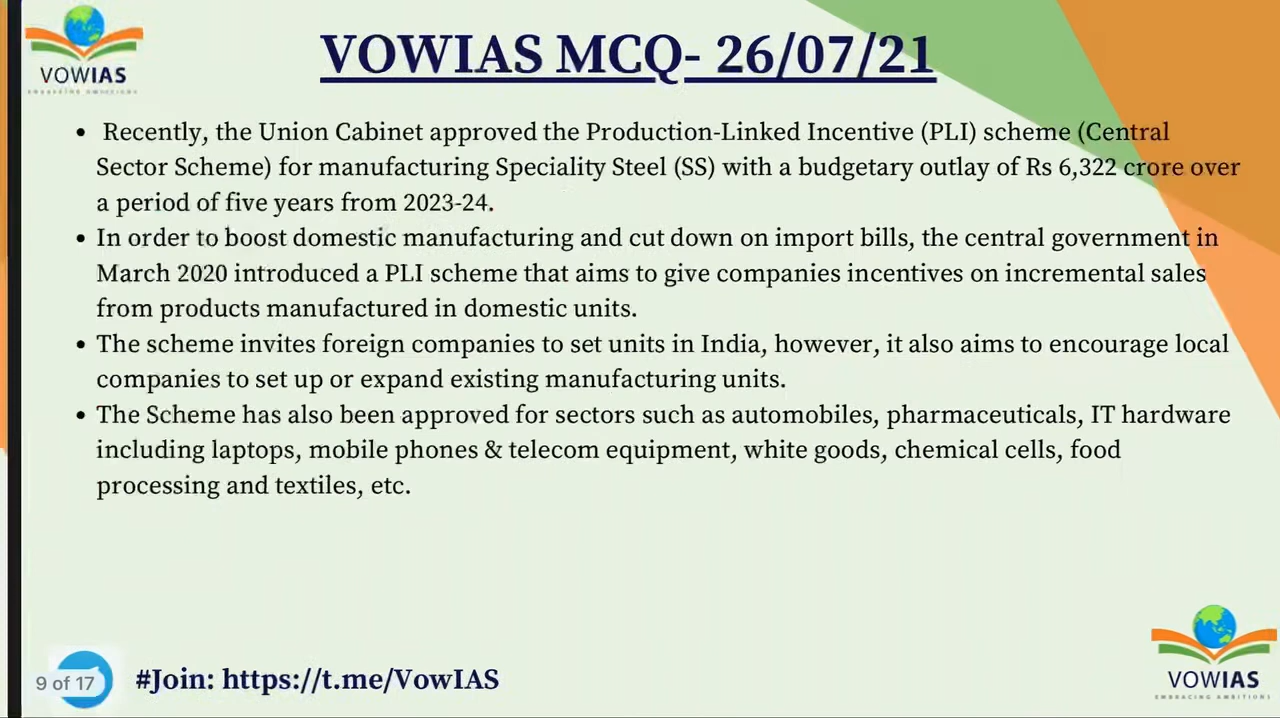 VOWIAS
EMBRACING AMBITIONS
VOWIAS MCQ- 26/07/21
• Recently, the Union Cabinet approved the Production-Linked Incentive (PLI) scheme (Central
Sector Scheme) for manufacturing Speciality Steel (SS) with a budgetary outlay of Rs 6,322 crore over
a period of five years from 2023-24.
• In order to boost domestic manufacturing and cut down on import bills, the central government in
March 2020 introduced a PLI scheme that aims to give companies incentives on incremental sales
from products manufactured in domestic units.
• The scheme invites foreign companies to set units in India, however, it also aims to encourage local
companies to set up or expand existing manufacturing units.
• The Scheme has also been approved for sectors such as automobiles, pharmaceuticals, IT hardware
including laptops, mobile phones & telecom equipment, white goods, chemical cells, food
processing and textiles, etc.
9 of 17
#Join: https://t.me/VowIAS
VOWIAS
EMBRACING AMBITIONS